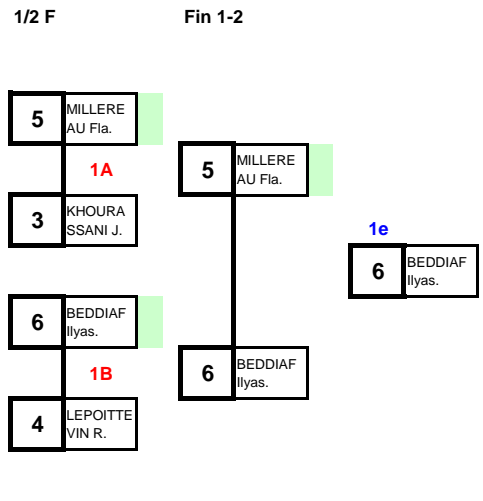 1/2 F
Fin 1-2
5
MILLERE
AU Fla.
1A
3
KHOURA
SSANI J.
6
BEDDIAF
Ilyas.
1B
4
LEPOITTE
VIN R.
5
MILLERE
AU Fla.
6
BEDDIAF
Ilyas.
1e
6
BEDDIAF
Ilyas.